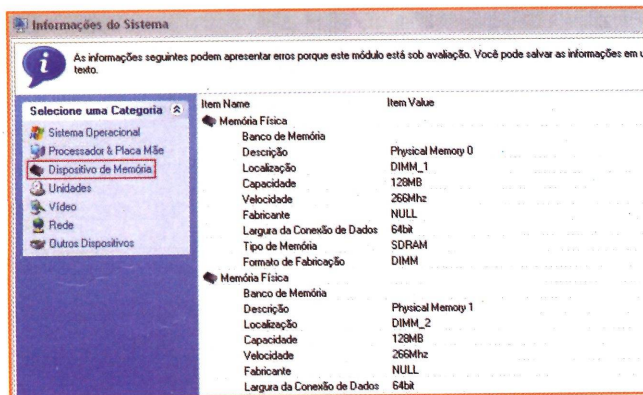 Informações do Sistema
As informações seguintes podem apresentar erros porque este módulo está sob avaliação. Você pode salvar as informações em u
texto.
Selecione uma Categoria
Sistema Operacional
Processador & Placa Mãe
Dispositivo de Memória
Unidades
Vídeo
Rede
Outros Dispositivos
Item Name Item Value
Memória Física
Banco de Memória
Descrição Physical Memory 0
Localização DIMM_1
Capacidade 128MB
Velocidade 266Mhz
Fabricante NULL
Largura da Conexão de Dados 64bit
Tipo de Memória SDRAM
Formato de Fabricação DIMM
Memória Física
Banco de Memória
Descrição Physical Memory 1
Localização DIMM_2
Capacidade 128MB
Velocidade 266Mhz
Fabricante NULL
Largura da Conexão de Dados 64bit